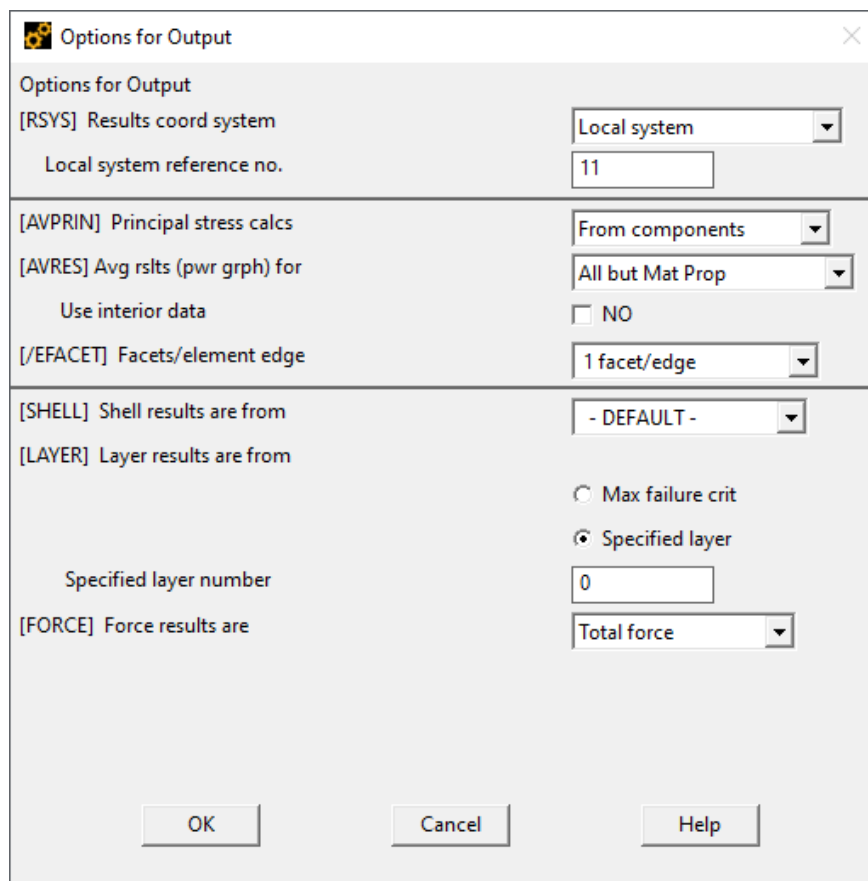 Options for Output
Options for Output
[RSYS] Results coord system
Local system
Local system reference no.
11
[AVPRIN] Principal stress calcs
From components
[AVRES] Avg rslts (pwr grph) for
All but Mat Prop
Use interior data
NO
[/EFACET] Facets/element edge
1 facet/edge
[SHELL] Shell results are from
- DEFAULT -
[LAYER] Layer results are from
Max failure crit
Specified layer
Specified layer number
0
[FORCE] Force results are
Total force
OK
Cancel
Help